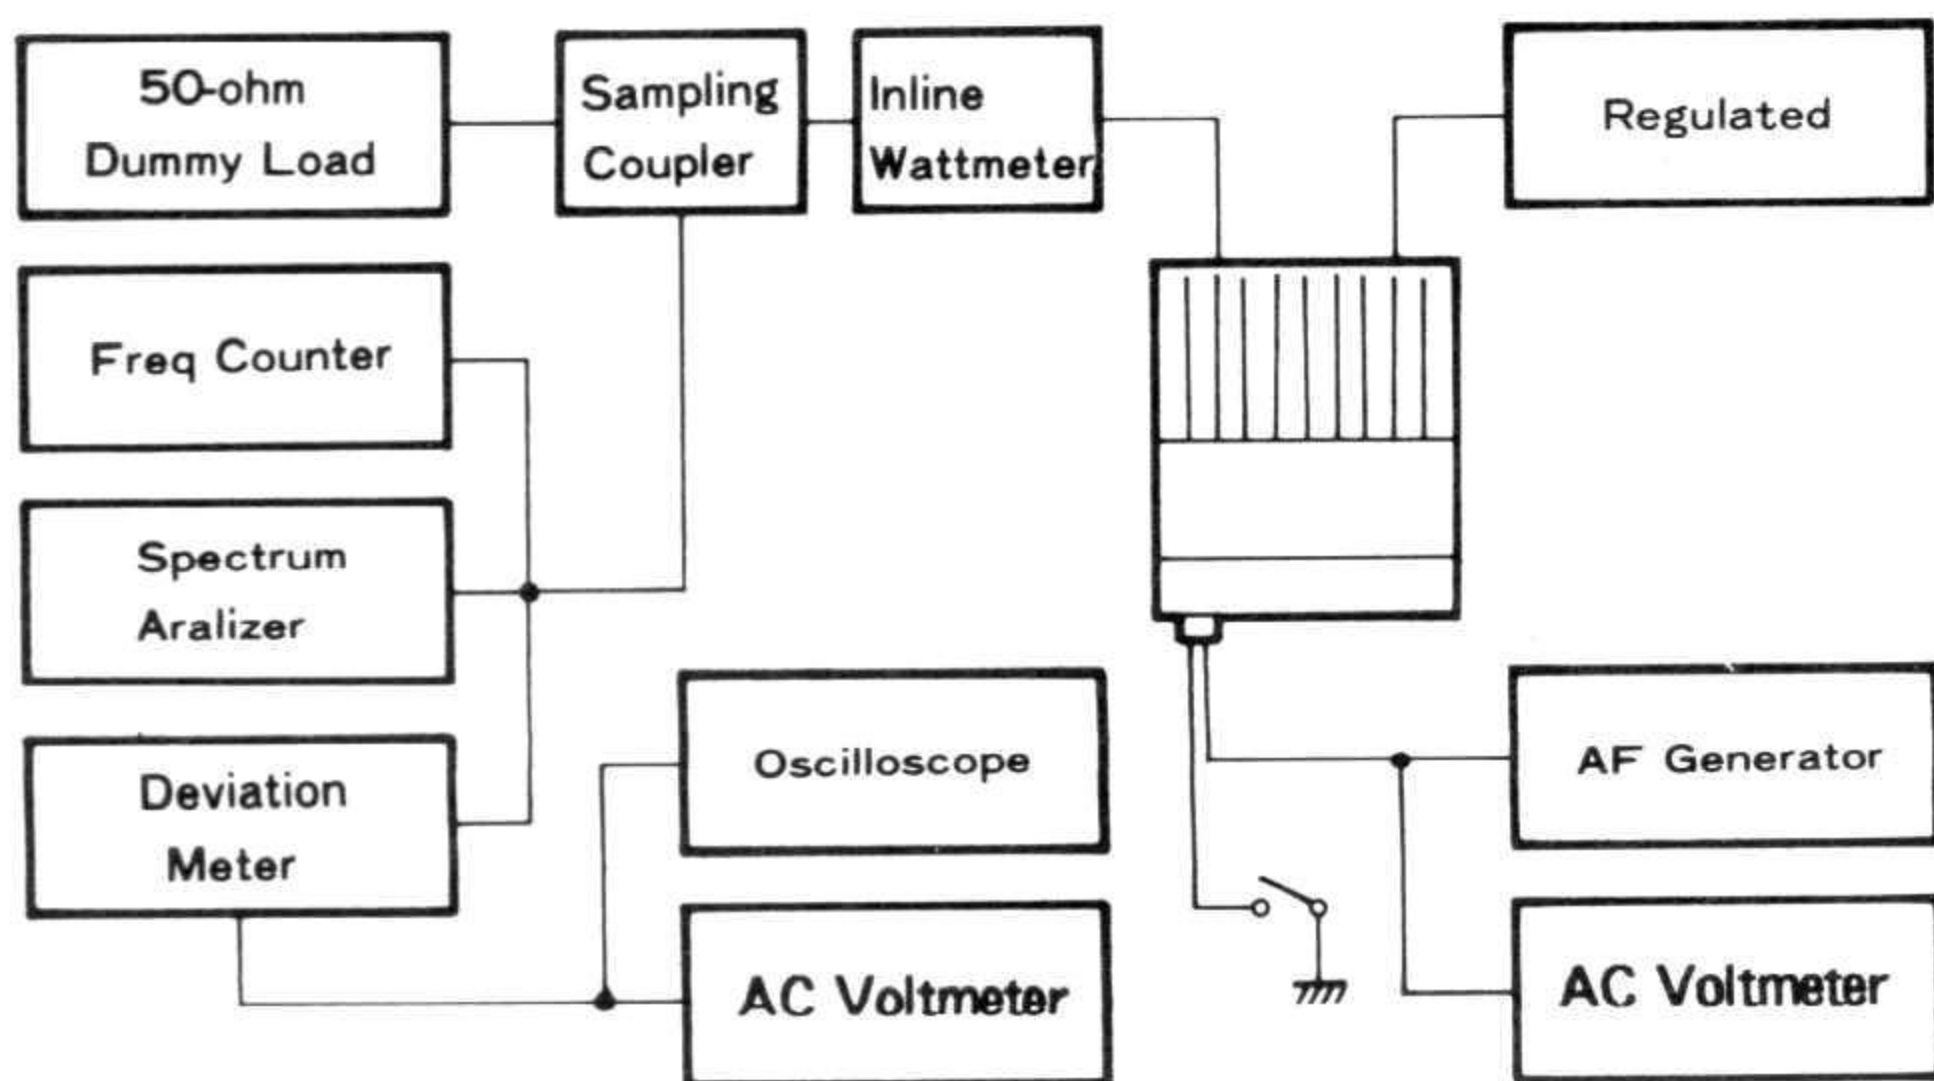 50-ohm
Dummy Load
Sampling
Coupler
Inline
Wattmeter
Regulated
Freq Counter
Spectrum
Aralizer
Deviation
Meter
Oscilloscope
AC Voltmeter
AF Generator
AC Voltmeter